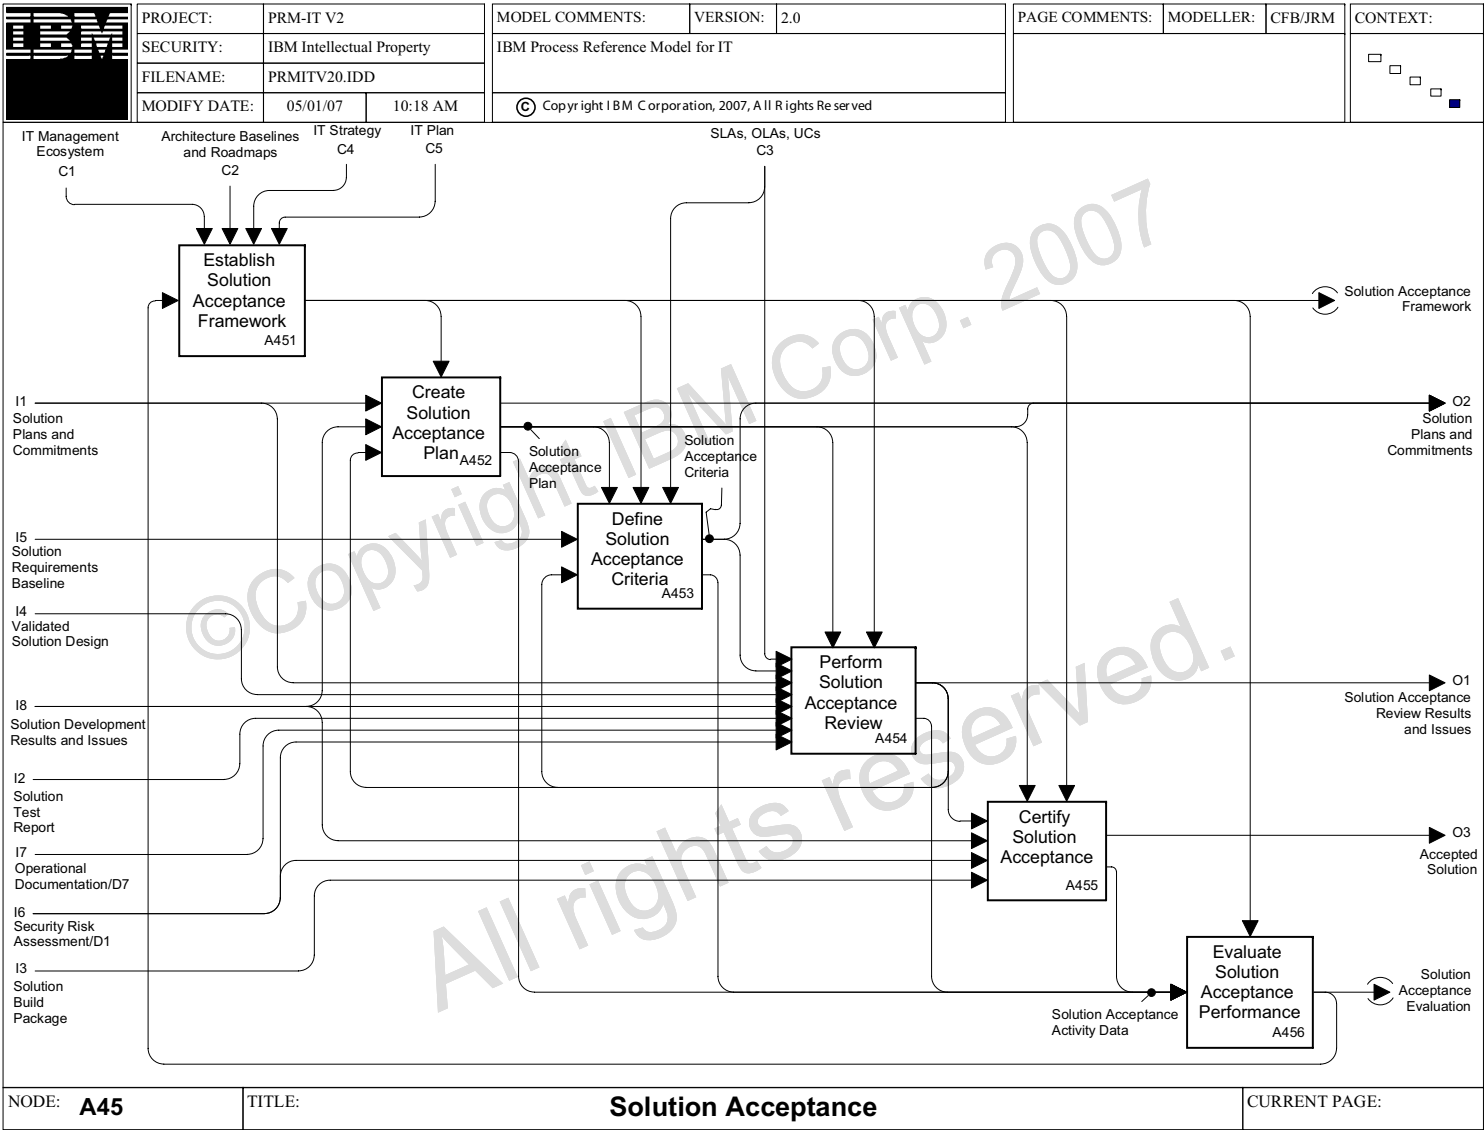 IBM
PROJECT: PRM-IT V2
SECURITY: IBM Intellectual Property
FILENAME: PRMITV20.IDD
MODIFY DATE: 05/01/07 10:18 AM
MODEL COMMENTS: VERSION: 2.0
IBM Process Reference Model for IT
© Copyright IBM Corporation, 2007, All Rights Reserved
PAGE COMMENTS: MODELLER: CFB/JRM
CONTEXT:
IT Management
Ecosystem
C1
Architecture Baselines
and Roadmaps
C2
IT Strategy
C4
IT Plan
C5
SLAs, OLAs, UCs
C3
Establish
Solution
Acceptance
Framework
A451
Solution Acceptance
Framework
I1
Solution
Plans and
Commitments
Create
Solution
Acceptance
Plan
A452
Solution
Acceptance
Plan
Solution
Acceptance
Criteria
O2
Solution
Plans and
Commitments
I5
Solution
Requirements
Baseline
Define
Solution
Acceptance
Criteria
A453
I4
Validated
Solution Design
I8
Solution Development
Results and Issues
Perform
Solution
Acceptance
Review
A454
O1
Solution Acceptance
Review Results
and Issues
I2
Solution
Test
Report
I7
Operational
Documentation/D7
Certify
Solution
Acceptance
A455
O3
Accepted
Solution
I6
Security Risk
Assessment/D1
I3
Solution
Build
Package
Solution Acceptance
Activity Data
Evaluate
Solution
Acceptance
Performance
A456
Solution
Acceptance
Evaluation
©Copyright IBM Corp. 2007
All rights reserved.
NODE: A45
TITLE: Solution Acceptance
CURRENT PAGE: